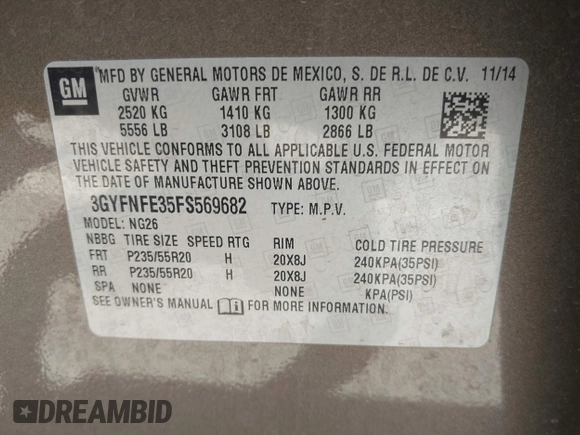 GM
MFD BY GENERAL MOTORS DE MEXICO, S. DE R.L. DE C.V. 11/14
GVWR GAWR FRT GAWR RR
2520 KG 1410 KG 1300 KG
5556 LB 3108 LB 2866 LB
THIS VEHICLE CONFORMS TO ALL APPLICABLE U.S. FEDERAL MOTOR
VEHICLE SAFETY AND THEFT PREVENTION STANDARDS IN EFFECT ON
THE DATE OF MANUFACTURE SHOWN ABOVE.
3GYFNFE35FS569682 TYPE: M.P.V.
MODEL: NG26
NBBG TIRE SIZE SPEED RTG RIM COLD TIRE PRESSURE
FRT P235/55R20 H 20X8J 240KPA(35PSI)
RR P235/55R20 H 20X8J 240KPA(35PSI)
SPA NONE NONE KPA(PSI)
SEE OWNER'S MANUAL FOR MORE INFORMATION.
DREAMBID